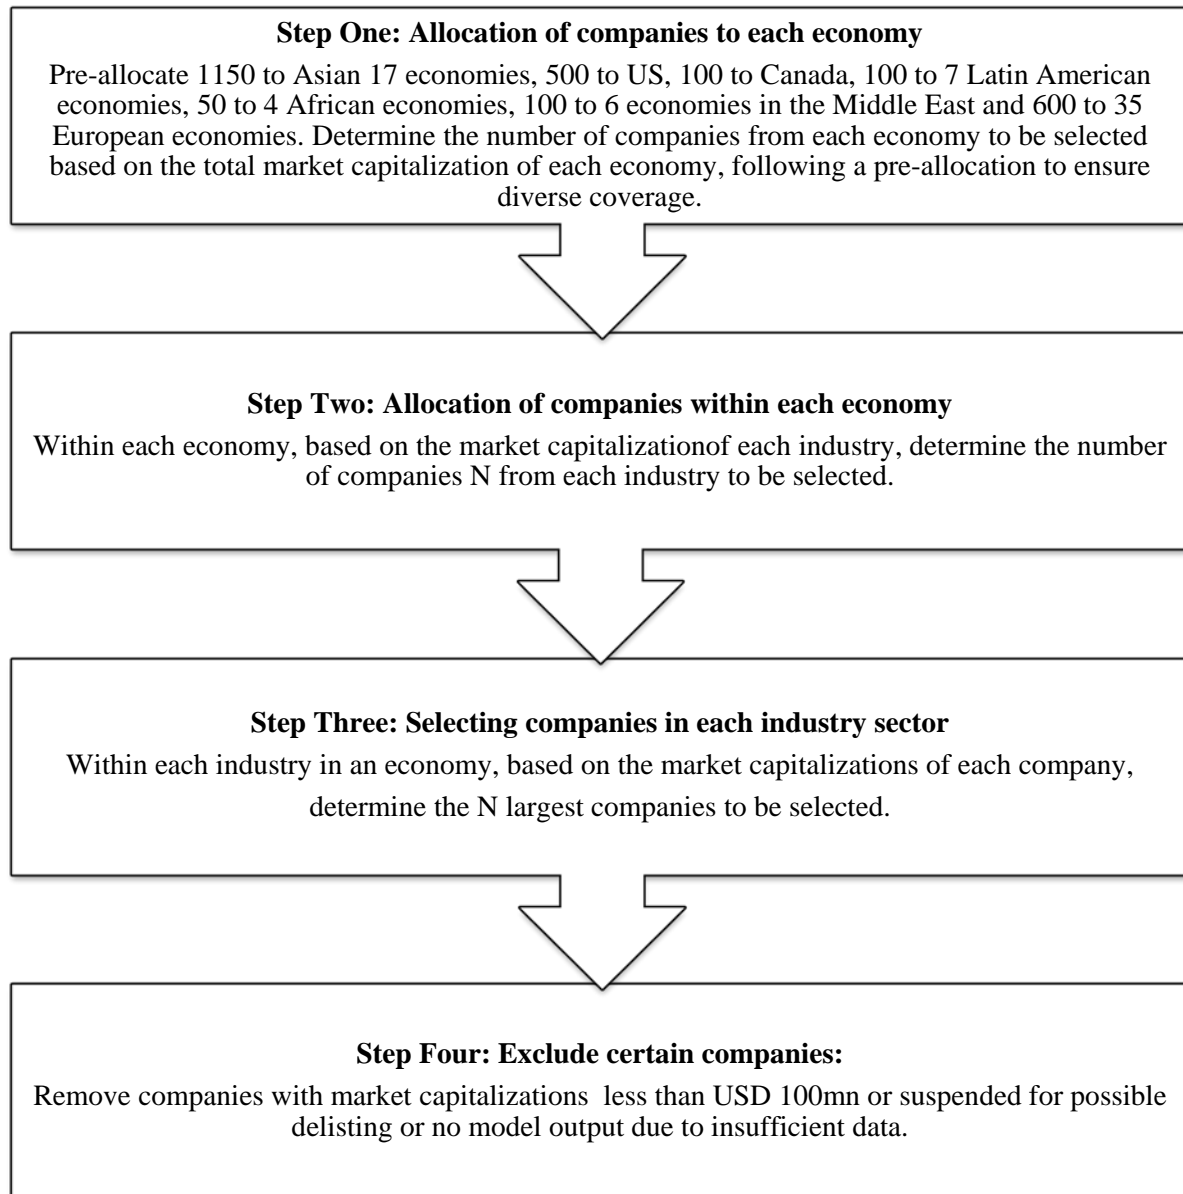 Step One: Allocation of companies to each economy
Pre-allocate 1150 to Asian 17 economies, 500 to US, 100 to Canada, 100 to 7 Latin American
economies, 50 to 4 African economies, 100 to 6 economies in the Middle East and 600 to 35
European economies. Determine the number of companies from each economy to be selected
based on the total market capitalization of each economy, following a pre-allocation to ensure
diverse coverage.
Step Two: Allocation of companies within each economy
Within each economy, based on the market capitalizationof each industry, determine the number
of companies N from each industry to be selected.
Step Three: Selecting companies in each industry sector
Within each industry in an economy, based on the market capitalizations of each company,
determine the N largest companies to be selected.
Step Four: Exclude certain companies:
Remove companies with market capitalizations less than USD 100mn or suspended for possible
delisting or no model output due to insufficient data.